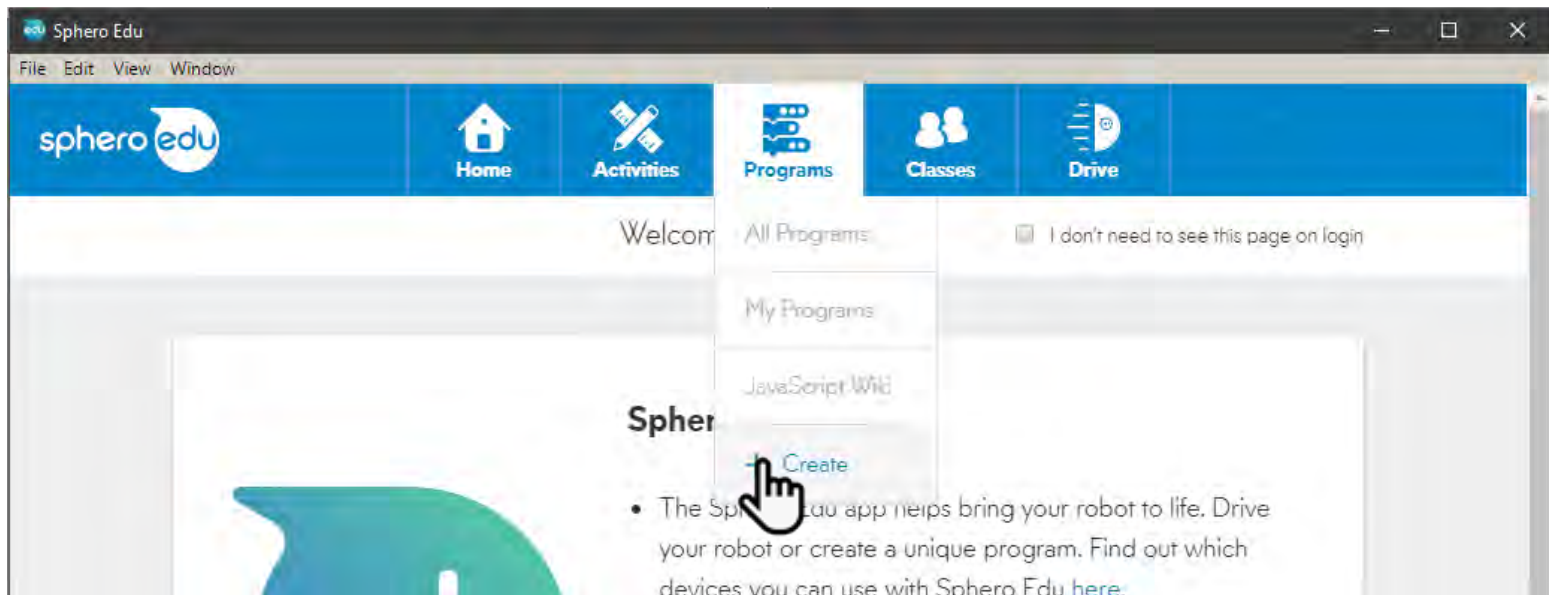 edu Sphero Edu
File Edit View Window
sphero edu
Home Activities Programs Classes Drive
Welcom
I don't need to see this page on login
All Programs
My Programs
JavaScript Wiki
Create
Spher
• The Sp Edu app helps bring your robot to life. Drive
your robot or create a unique program. Find out which
devices you can use with Sphero Edu here.